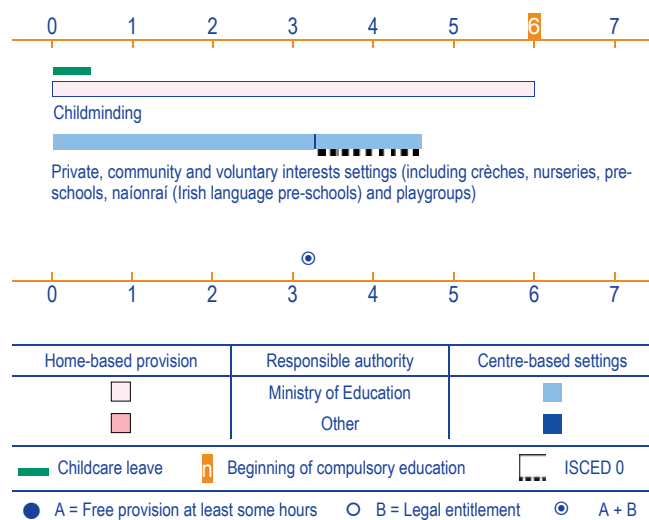 0 1 2 3 4 5 6 7
Childminding
Private, community and voluntary interests settings (including crèches, nurseries, pre-
schools, naíonraí (Irish language pre-schools) and playgroups)
0 1 2 3 4 5 6 7
Home-based provision Responsible authority Centre-based settings
Ministry of Education
Other
Childcare leave n Beginning of compulsory education ISCED 0
A = Free provision at least some hours B = Legal entitlement A + B